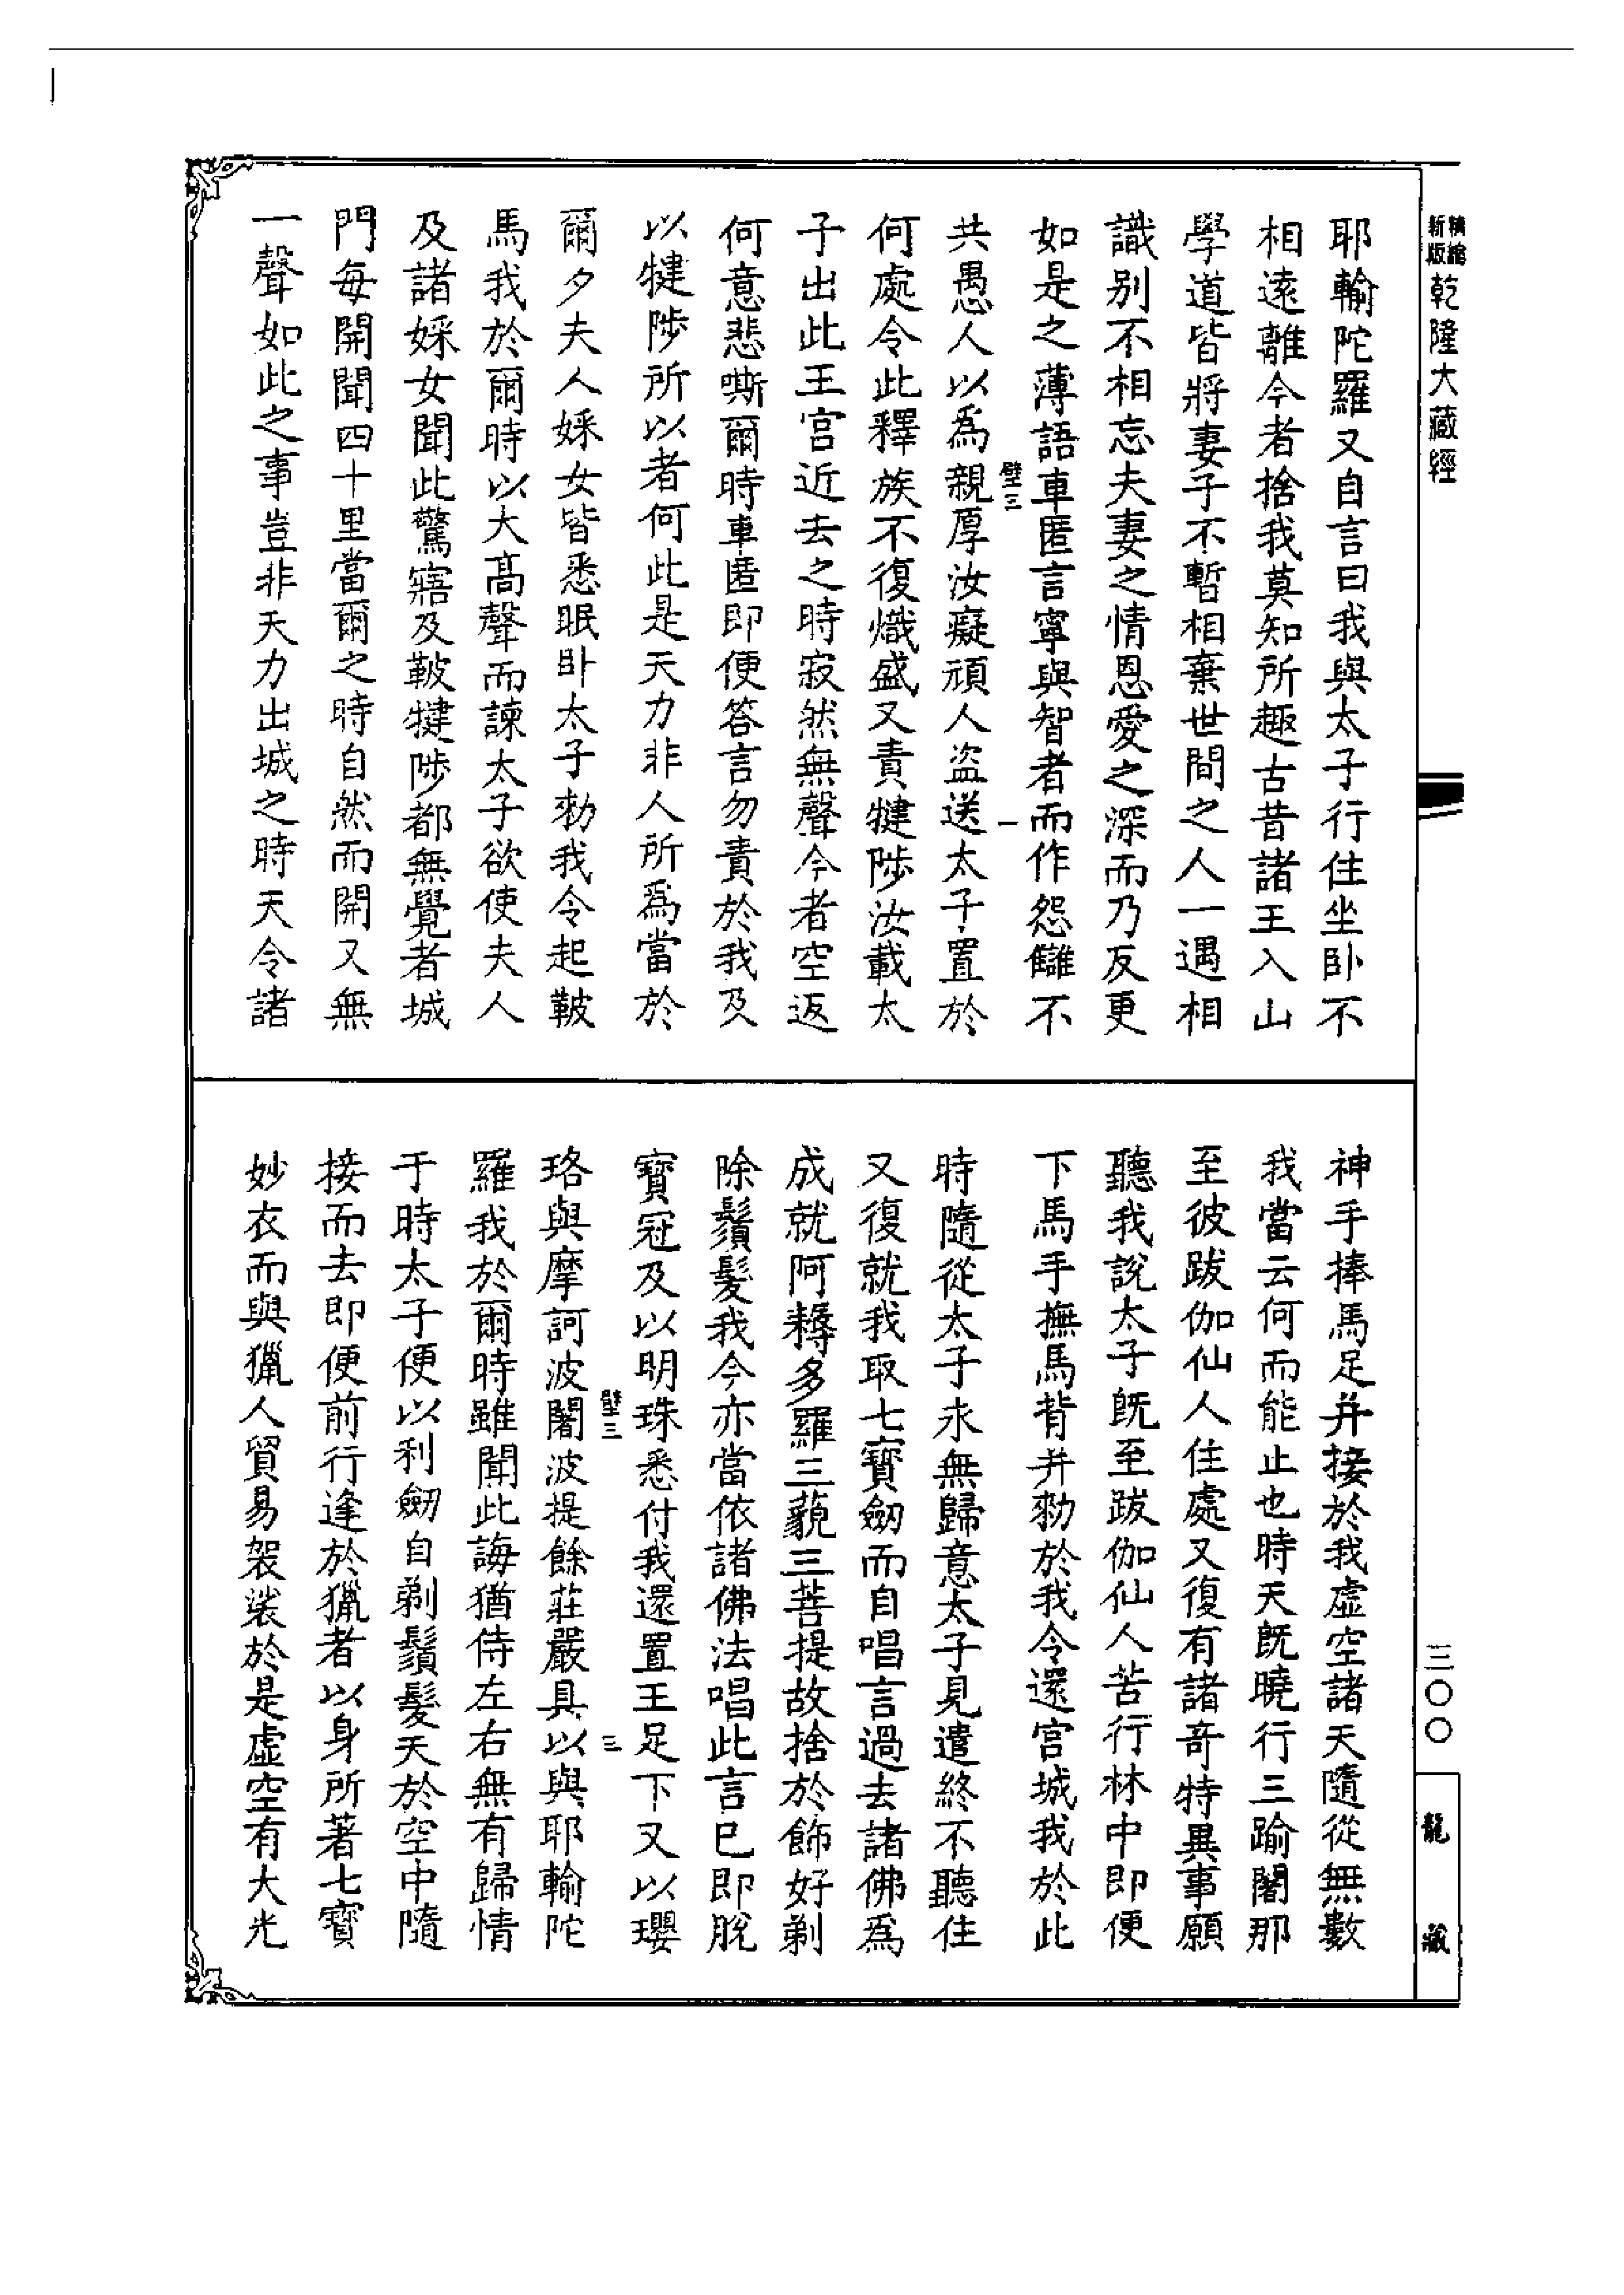 精縮新版乾隆大藏經
耶輸陀羅又自言曰我與太子行住坐卧不
相遠離今者捨我莫知所趣古昔諸王入山
學道皆將妻子不暫相棄世間之人一遇相
識别不相忘夫妻之情恩愛之深而乃反更
如是之薄語車匿言寧與智者而作怨讎不
壁三 一
共愚人以爲親厚汝癡頑人盗送太子置於
何處令此釋族不復熾盛又責犍陟汝載太
子出此王宫近去之時寂然無聲今者空返
何意悲嘶爾時車匿即便答言勿責於我及
以犍陟所以者何此是天力非人所爲當於
爾夕夫人婇女皆悉眠卧太子勑我令起鞁
馬我於爾時以大髙聲而諫太子欲使夫人
及諸婇女聞此驚寤及鞁犍陟都無覺者城
門每開聞四十里當爾之時自然而開又無
一聲如此之事豈非天力出城之時天令諸
神手捧馬足并接於我虚空諸天隨從無數
我當云何而能止也時天旣曉行三踰闍那
至彼跋伽仙人住處又復有諸奇特異事願
聽我說太子旣至跋伽仙人苦行林中即便
下馬手撫馬背并勑於我令還宫城我於此
時隨從太子永無歸意太子見遣終不聽住
又復就我取七寳劒而自唱言過去諸佛爲
成就阿耨多羅三藐三菩提故捨於飾好剃
除鬚髮我今亦當依諸佛法唱此言已即脫
寳冠及以明珠悉付我還置王足下又以瓔
壁三 三
珞與摩訶波闍波提餘莊嚴具以與耶輸陀
羅我於爾時雖聞此誨猶侍左右無有歸情
于時太子便以利劒自剃鬚髮天於空中隨
接而去即便前行逢於獵者以身所著七寳
妙衣而與獵人貿易袈裟於是虚空有大光
三〇〇
龍藏